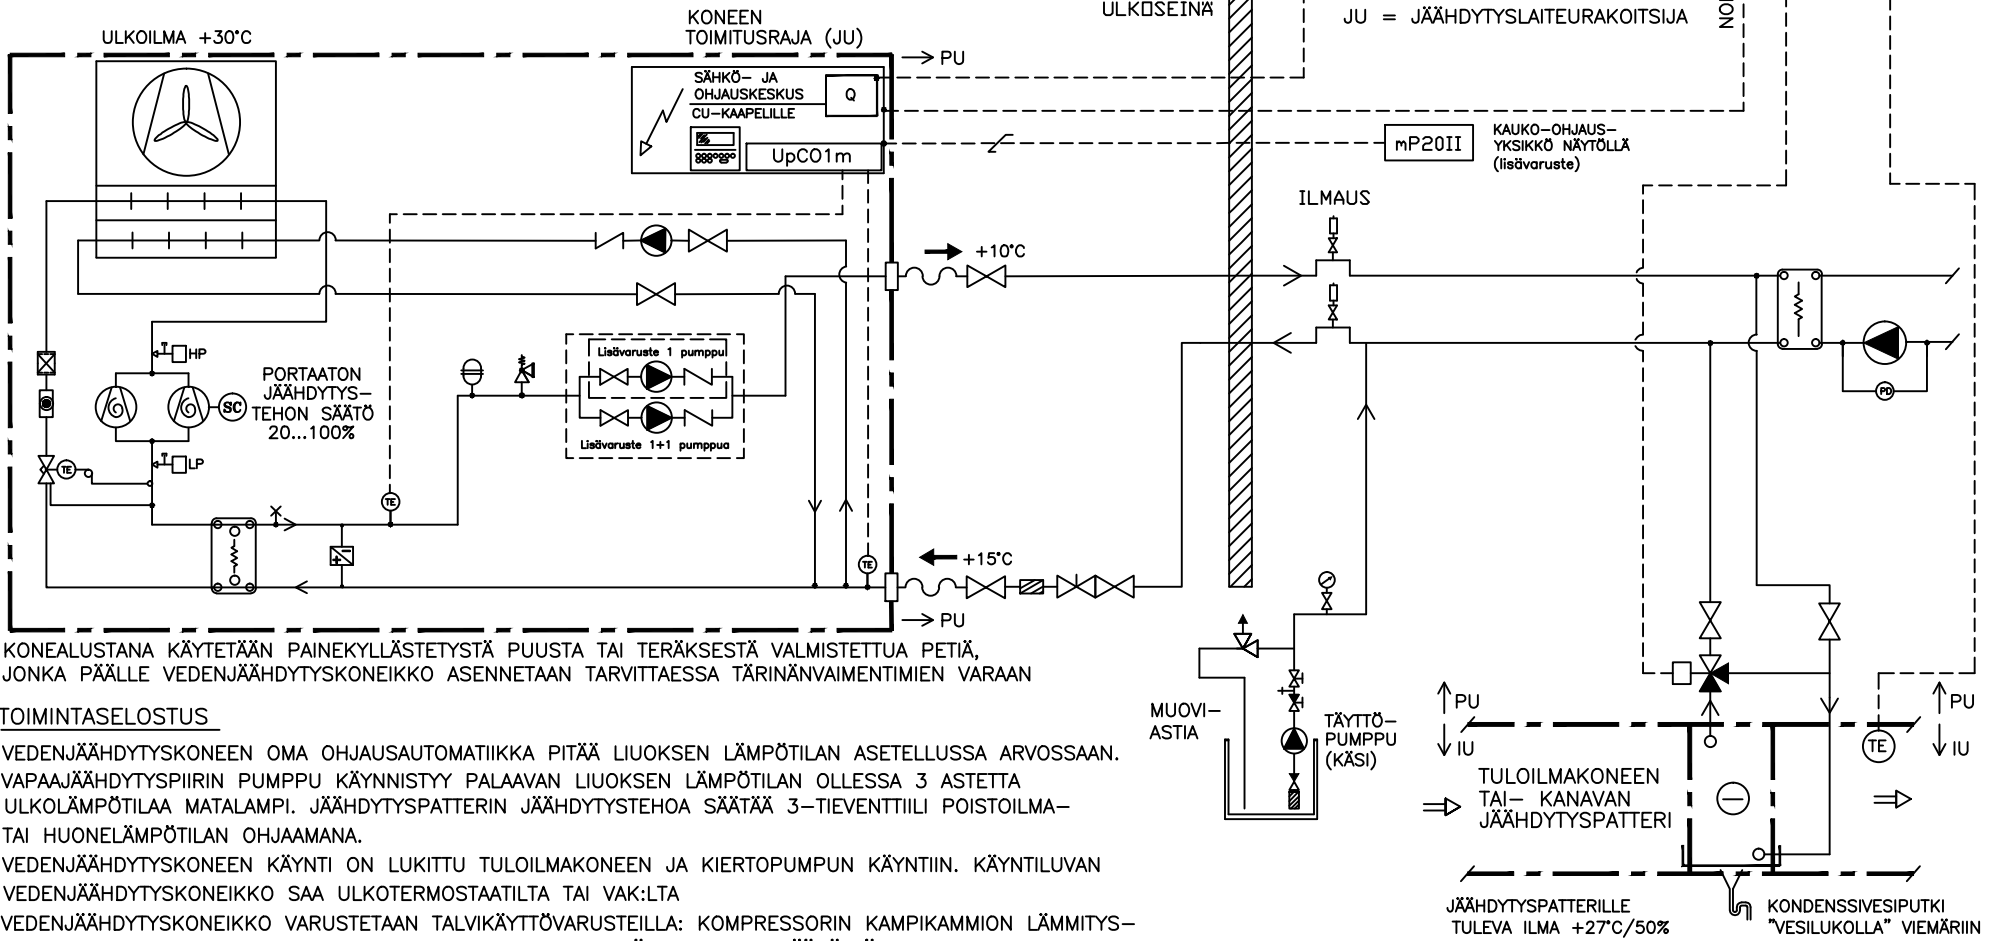 ULKOSEINÄ
JU = JÄÄHDYTYSLAITEURAKOITSIJA
ULKOILMA +30°C
KONEEN
TOIMITUSRAJA (JU)
PU
SÄHKÖ- JA
OHJAUSKESKUS
CU-KAAPELILLE
Q
UpCO1m
mP20II
KAUKO-OHJAUS-
YKSIKKÖ NÄYTÖLLÄ
(lisävaruste)
ILMAUS
+10°C
HP
PORTAATON
JÄÄHDYTYS-
TEHON SÄÄTÖ
20...100%
SC
Lisävaruste 1 pumppu
Lisävaruste 1+1 pumppua
PD
LP
TE
TE
TE
+15°C
PU
KONEALUSTANA KÄYTETÄÄN PAINEKYLLÄSTETYSTÄ PUUSTA TAI TERÄKSESTÄ VALMISTETTUA PETIÄ,
JONKA PÄÄLLE VEDENJÄÄHDYTYSKONEIKKO ASENNETAAN TARVITTAESSA TÄRINÄNVAIMENTIMIEN VARAAN
TOIMINTASELOSTUS
VEDENJÄÄHDYTYSKONEEN OMA OHJAUSAUTOMATIIKKA PITÄÄ LIUOKSEN LÄMPÖTILAN ASETELLUSSA ARVOSSAAN.
VAPAAJÄÄHDYTYSPIIRIN PUMPPU KÄYNNISTYY PALAAVAN LIUOKSEN LÄMPÖTILAN OLLESSA 3 ASTETTA
ULKOLÄMPÖTILAA MATALAMPI. JÄÄHDYTYSPATTERIN JÄÄHDYTYSTEHOA SÄÄTÄÄ 3-TIEVENTTIILI POISTOILMA-
TAI HUONELÄMPÖTILAN OHJAAMANA.
VEDENJÄÄHDYTYSKONEEN KÄYNTI ON LUKITTU TULOILMAKONEEN JA KIERTOPUMPUN KÄYNTIIN. KÄYNTILUVAN
VEDENJÄÄHDYTYSKONEIKKO SAA ULKOTERMOSTAATILTA TAI VAK:LTA
VEDENJÄÄHDYTYSKONEIKKO VARUSTETAAN TALVIKÄYTTÖVARUSTEILLA: KOMPRESSORIN KAMPIKAMMION LÄMMITYS-
MUOVI-
ASTIA
TÄYTTÖ-
PUMPPU
(KÄSI)
PU
IU
TE
PU
IU
TULOILMAKONEEN
TAI- KANAVAN
JÄÄHDYTYSPATTERI
JÄÄHDYTYSPATTERILLE
TULEVA ILMA +27°C/50%
KONDENSSIVESIPUTKI
"VESILUKOLLA" VIEMÄRIIN